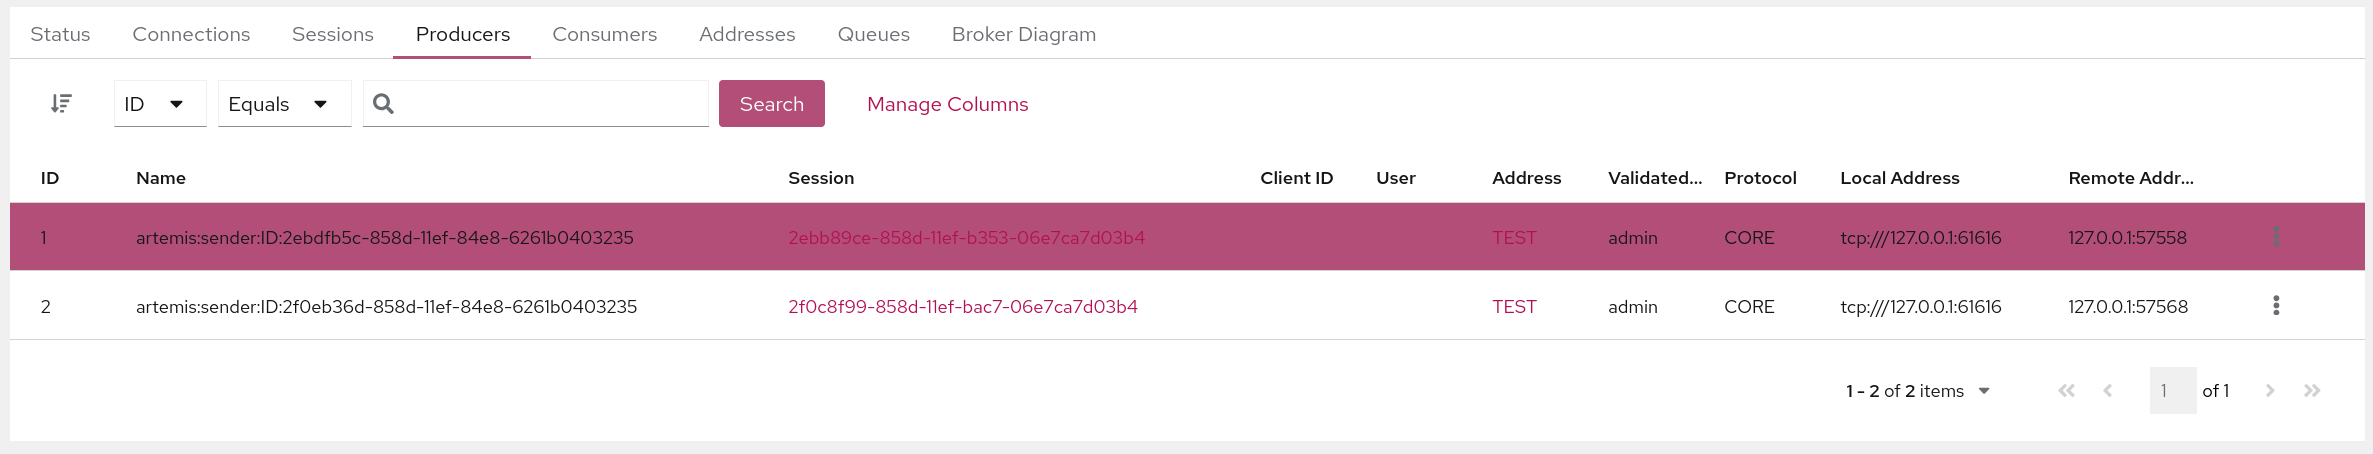 Status Connections Sessions Producers Consumers Addresses Queues Broker Diagram
ID Equals Search Manage Columns
ID Name Session Client ID User Address Validated... Protocol Local Address Remote Addr...
1 artemis:sender:ID:2ebdfb5c-858d-11ef-84e8-6261b0403235 2ebb89ce-858d-11ef-b353-06e7ca7d03b4 TEST admin CORE tcp:///127.0.0.1:61616 127.0.0.1:57558
2 artemis:sender:ID:2f0eb36d-858d-11ef-84e8-6261b0403235 2f0c8f99-858d-11ef-bac7-06e7ca7d03b4 TEST admin CORE tcp:///127.0.0.1:61616 127.0.0.1:57568
1 - 2 of 2 items 1 of 1